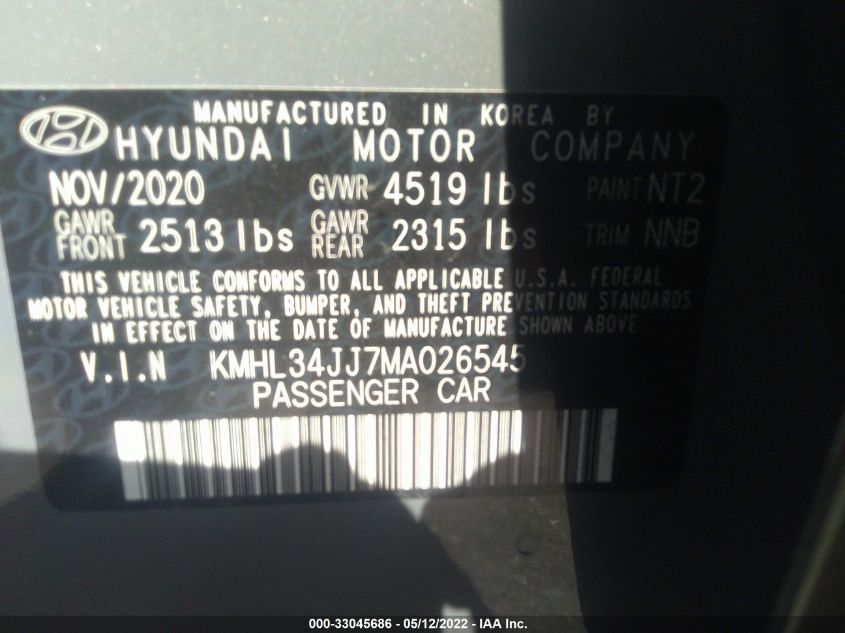 MANUFACTURED IN KOREA BY
HYUNDAI MOTOR COMPANY
NOV/2020 GVWR 4519 lbs PAINT NT2
GAWR FRONT 2513 lbs GAWR REAR 2315 lbs TRIM NNB
THIS VEHICLE CONFORMS TO ALL APPLICABLE U.S.A. FEDERAL
MOTOR VEHICLE SAFETY, BUMPER, AND THEFT PREVENTION STANDARDS
IN EFFECT ON THE DATE OF MANUFACTURE SHOWN ABOVE
V.I.N KMHL34JJ7MA026545
PASSENGER CAR
000-33045686 - 05/12/2022 - IAA Inc.